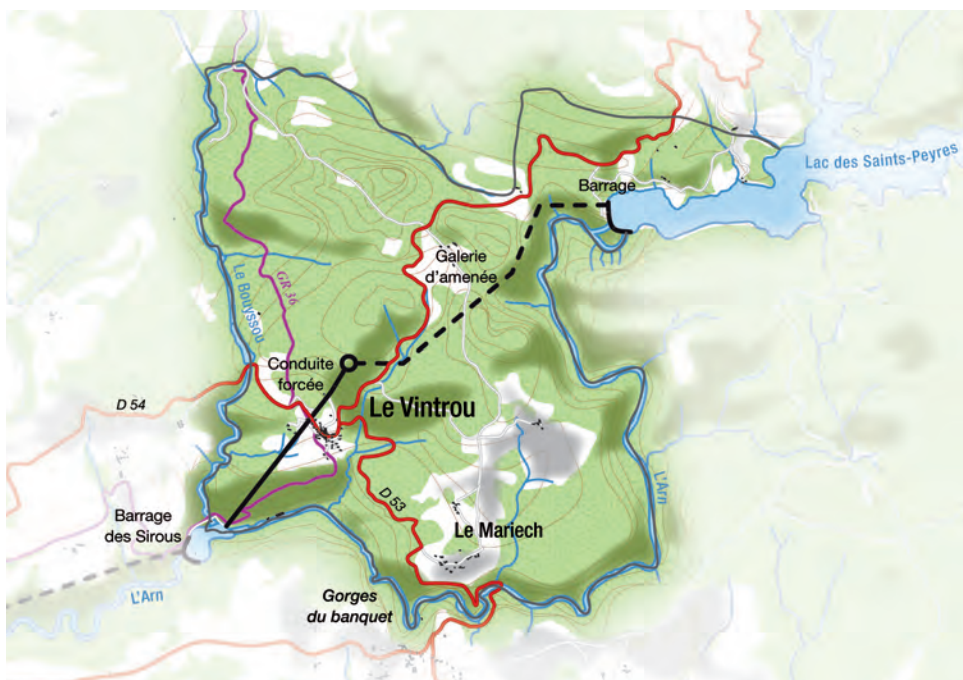 Lac des Saints-Peyres
Barrage
Galerie
d'amenée
GR 36
Le Bouyssou
Conduite
forcée
D 54
Le Vintrou
L'Arn
D 53
Barrage
des Sirous
Le Mariech
L'Arn
Gorges
du banquet